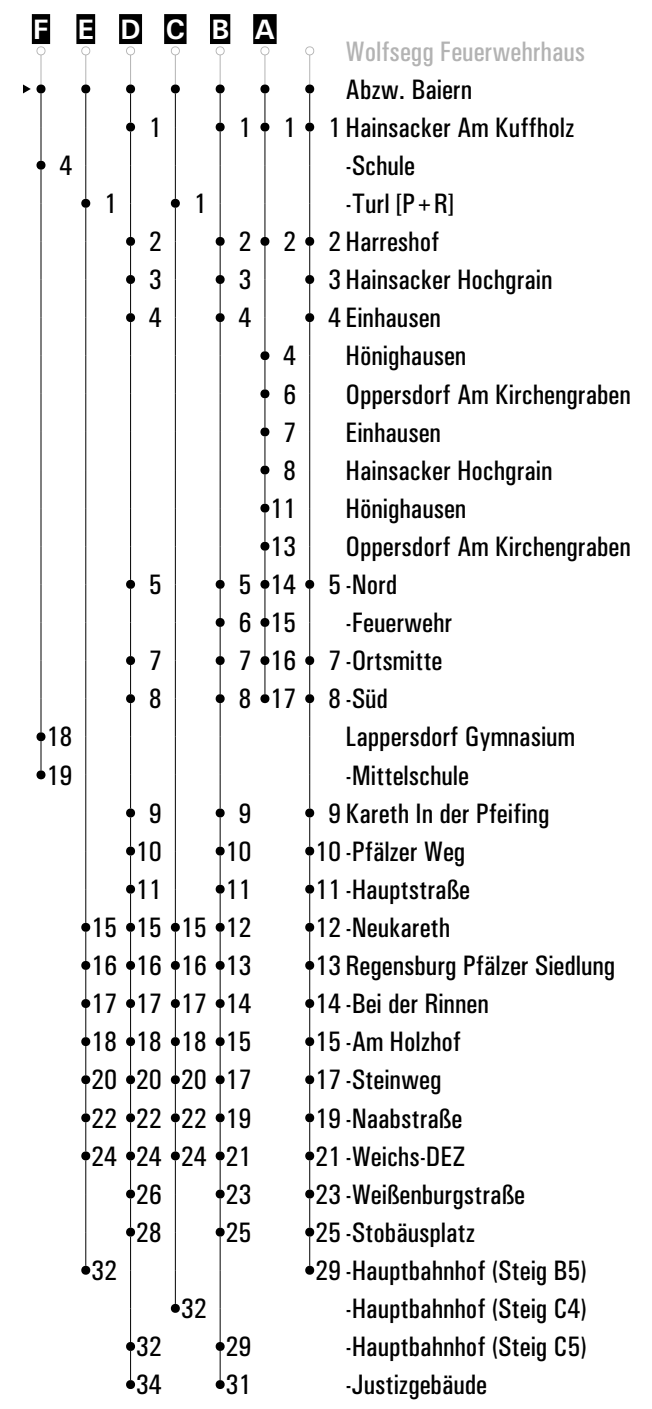 F E D C B A
Wolfsegg Feuerwehrhaus
Abzw. Baiern
1 1 1 1 Hainsacker Am Kuffholz
4 -Schule
1 1 -Turl [P+R]
2 2 2 2 Harreshof
3 3 3 Hainsacker Hochgrain
4 4 4 Einhausen
4 Hönighausen
6 Oppersdorf Am Kirchengraben
7 Einhausen
8 Hainsacker Hochgrain
11 Hönighausen
13 Oppersdorf Am Kirchengraben
5 5 14 5 -Nord
6 15 -Feuerwehr
7 7 16 7 -Ortsmitte
8 8 17 8 -Süd
18 Lappersdorf Gymnasium
19 -Mittelschule
9 9 9 Kareth In der Pfeifing
10 10 10 -Pfälzer Weg
11 11 11 -Hauptstraße
15 15 15 12 12 -Neukareth
16 16 16 13 13 Regensburg Pfälzer Siedlung
17 17 17 14 14 -Bei der Rinnen
18 18 18 15 15 -Am Holzhof
20 20 20 17 17 -Steinweg
22 22 22 19 19 -Naabstraße
24 24 24 21 21 -Weichs-DEZ
26 23 23 -Weißenburgstraße
28 25 25 -Stobäusplatz
32 29 -Hauptbahnhof (Steig B5)
32 -Hauptbahnhof (Steig C4)
32 29 -Hauptbahnhof (Steig C5)
34 31 -Justizgebäude